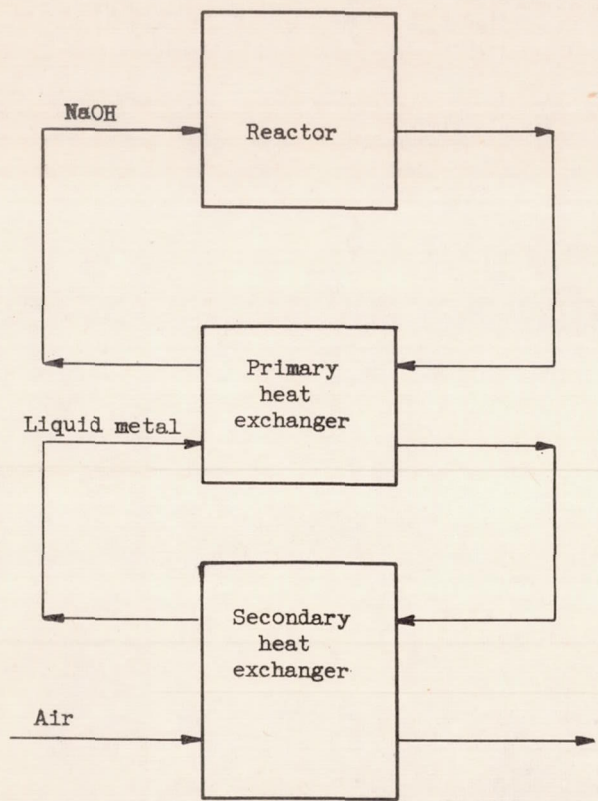 NaOH
Reactor
Primary
heat
exchanger
Liquid metal
Secondary
heat
exchanger
Air